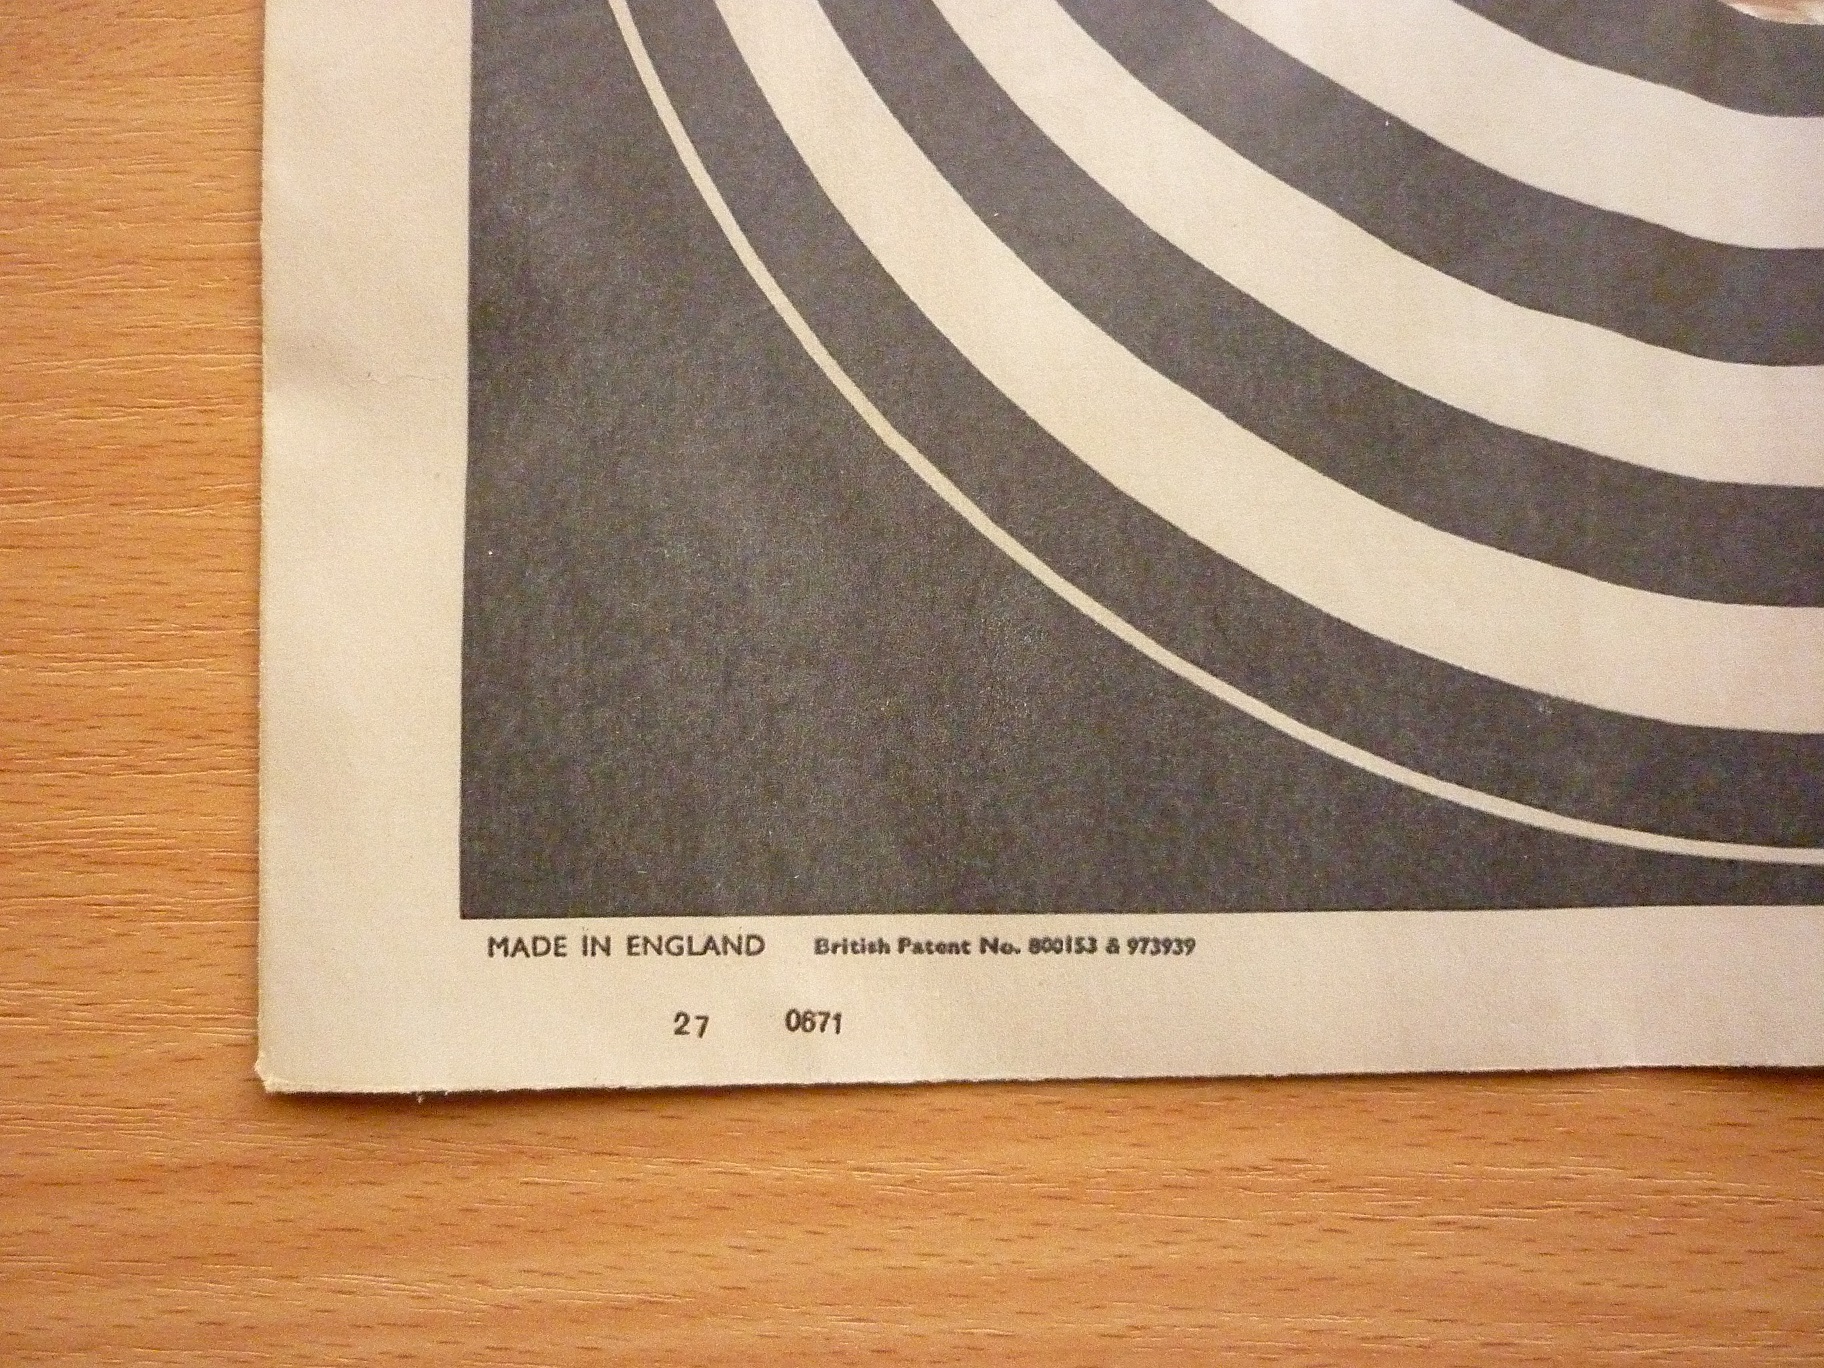 MADE IN ENGLAND British Patent No. 800153 & 973939
27 0671